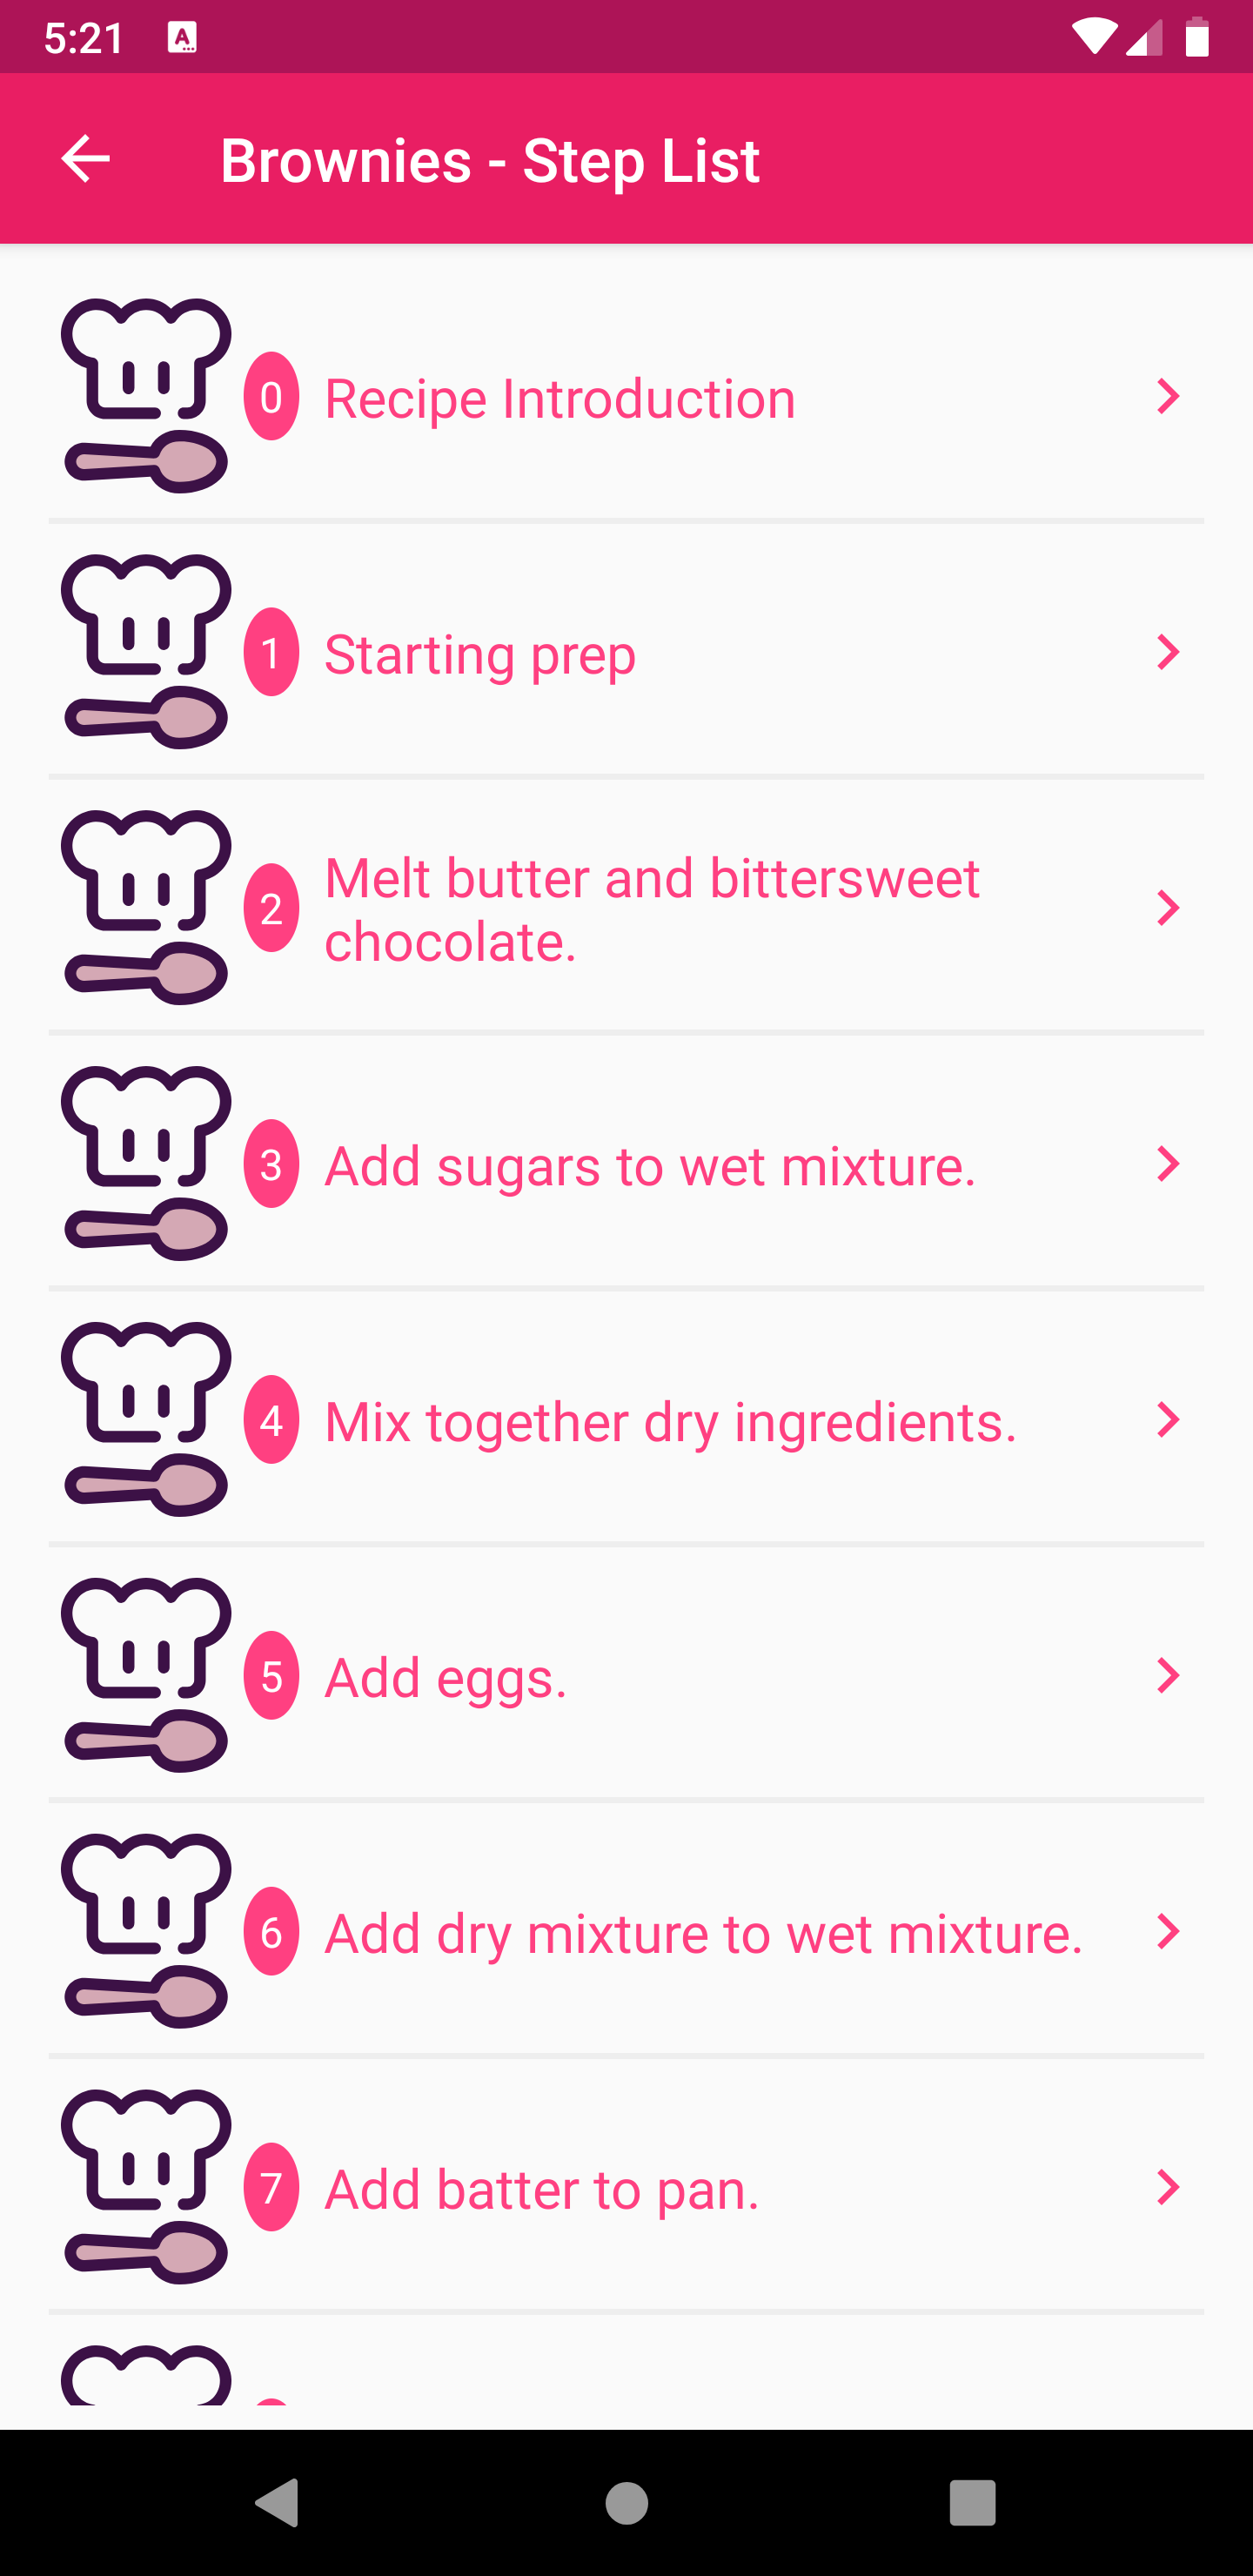 5:21
Brownies - Step List
0 Recipe Introduction
1 Starting prep
2 Melt butter and bittersweet
chocolate.
3 Add sugars to wet mixture.
4 Mix together dry ingredients.
5 Add eggs.
6 Add dry mixture to wet mixture.
7 Add batter to pan.